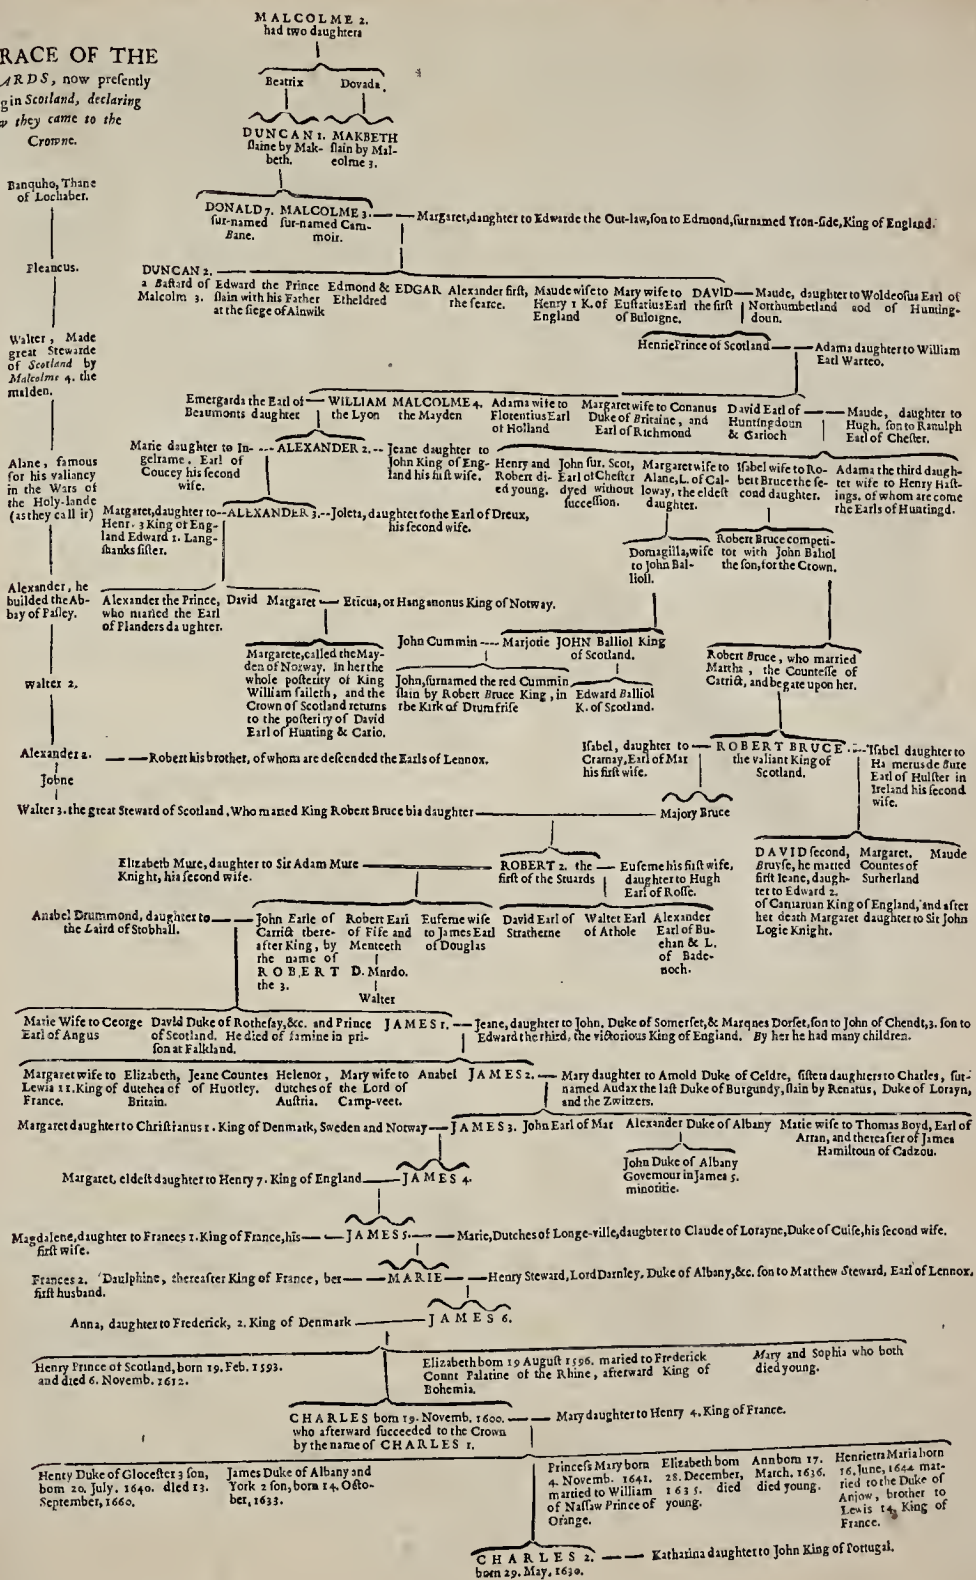 MALCOLME 2.
had two daughters
RACE OF THE
ARDS, now presently
g in Scotland, declaring
they came to the
Crowne.
Beatrix
Dovada.
DUNCAN 1.
slaine by Mak-
beth.
MAKBETH
slain by Mal-
colme 3.
Banquho, Thane
of Lochaber.
DONALD 7.
sur-named
Bane.
MALCOLME 3.
sur-named Cam-
moir.
Margaret, daughter to Edwarde the Out-law, son to Edmond, surnamed Yron-side, King of England.
Fleancus.
DUNCAN 2.
a Bastard of
Malcolm 3.
Edward the Prince
slain with his Father
at the siege of Alnwik
Edmond &
Etheldred
EDGAR
Alexander first,
the fearce.
Maude wife to
Henry 1 K. of
England
Mary wife to
Eustatius Earl
of Buloigne.
DAVID
the first
Maude, daughter to Woldeofus Earl of
Northumberland and of Hunting-
doun.
Walter, Made
great Stewarde
of Scotland by
Malcolme 4. the
maiden.
Henrie Prince of Scotland
Adama daughter to William
Earl Warren.
Emergarda the Earl of
Beaumonts daughter
WILLIAM
the Lyon
MALCOLME 4.
the Mayden
Adama wife to
Florentius Earl
of Holland
Margaret wife to Conanus
Duke of Britaine, and
Earl of Richmond
David Earl of
Huntingdoun
& Garioch
Maude, daughter to
Hugh, son to Ranulph
Earl of Chester.
Alane, famous
for his valiancy
in the Wars of
the Holy-lande
(as they call it)
Marie daughter to In-
gelrame, Earl of
Coucey his second
wife.
ALEXANDER 2.
Jeane daughter to
John King of Eng-
land his first wife.
Henry and
Robert di-
ed young.
John sur. Scot,
Earl of Chester
dyed without
succession.
Margaret wife to
Alane, L. of Cal-
loway, the eldest
daughter.
Isabel wife to Ro-
bert Bruce the se-
cond daughter.
Adama the third daugh-
ter wife to Henry Hast-
ings, of whom are come
the Earls of Huntingd.
Margaret, daughter to
Henr. 3 King of Eng-
land Edward 1. Lang-
shanks sister.
ALEXANDER 3.
Joleta, daughter to the Earl of Dreux,
his second wife.
Domagilla, wife
to John Bal-
lioll.
Robert Bruce competi-
tor with John Baliol
the son, for the Crown.
Alexander, he
builded the Ab-
bay of Pasley.
Alexander the Prince,
who maried the Earl
of Flanders daughter.
David
Margaret
Ericus, or Hanganonus King of Norway.
Margarete, called the May-
den of Norway. In her the
whole posterity of King
William faileth, and the
Crown of Scotland returns
to the posterity of David
Earl of Hunting & Cario.
John Cummin
Marjorie
JOHN Balliol King
of Scotland.
John, surnamed the red Cummin
slain by Robert Bruce King, in
the Kirk of Drumfrise
Edward Balliol
K. of Scotland.
Robert Bruce, who married
Martha, the Countesse of
Carrict, and begate upon her.
Walter 2.
Alexander 2.
Robert his brother, of whom are descended the Earls of Lennox.
Isabel, daughter to
Cramay, Earl of Mar
his first wife.
ROBERT BRUCE
the valiant King of
Scotland.
Isabel daughter to
Hamerus de Bure
Earl of Hulster in
Ireland his second
wife.
Johne
Walter 3. the great Steward of Scotland, Who maried King Robert Bruce bis daughter
Majory Bruce
Elizabeth Mure, daughter to Sir Adam Mure
Knight, his second wife.
ROBERT 2. the
first of the Stuards
Eufeme his first wife,
daughter to Hugh
Earl of Rosse.
DAVID second,
Bruyse, he married
first Jeane, daugh-
ter to Edward 2.
of Carnarvan King of England, and after
her death Margaret daughter to Sir John
Logie Knight.
Margaret.
Countes of
Surherland
Maude
Anabel Drummond, daughter to
the Laird of Stobhall.
John Earle of
Carrict there-
after King, by
the name of
ROBERT
the 3.
Robert Earl
of Fife and
Menteeth
D. Mnrdo.
Walter
Eufeme wife
to James Earl
of Douglas
David Earl of
Stratherne
Walter Earl
of Athole
Alexander
Earl of Bu-
chan & L.
of Bade-
noch.
Marie Wife to Ceorge
Earl of Angus
David Duke of Rothesay, &c. and Prince
of Scotland. He died of famine in pri-
son at Falkland.
JAMES 1.
Jeane, daughter to John, Duke of Somerset, & Marques Dorset, son to John of Chendt, 3. son to
Edward the third, the victorious King of England. By her he had many children.
Margaret wife to
Lewis 11. King of
France.
Elizabeth,
dutches of
Britain.
Jeane Countes
of Huotley.
Helenor,
dutches of
Austria.
Mary wife to
the Lord of
Camp-veet.
Anabel
JAMES 2.
Mary daughter to Arnold Duke of Celdre, sisters daughters to Charles, sur-
named Audax the last Duke of Burgundy, slain by Renatus, Duke of Lorayn,
and the Zwitzers.
Margaret daughter to Christianus 1. King of Denmark, Sweden and Norway
JAMES 3.
John Earl of Mar
Alexander Duke of Albany
Marie wife to Thomas Boyd, Earl of
Arran, and thereafter of James
Hamiltoun of Cadzou.
John Duke of Albany
Governour in James 5.
minoritie.
Margaret, eldest daughter to Henry 7. King of England
JAMES 4.
Magdalene, daughter to Frances 1. King of France, his
first wife.
JAMES 5.
Marie, Dutches of Longe-ville, daughter to Claude of Lorayne, Duke of Cuise, his second wife.
Frances 2. Daulphine, thereafter King of France, her
first husband.
MARIE
Henry Steward, Lord Darnley, Duke of Albany, &c. son to Matthew Steward, Earl of Lennox.
Anna, daughter to Frederick, 2. King of Denmark
JAMES 6.
Henry Prince of Scotland, born 19. Feb. 1593.
and died 6. Novemb. 1612.
Elizabeth born 19 August 1596. maried to Frederick
Count Palatine of the Rhine, afterward King of
Bohemia.
Mary and Sophia who both
died young.
CHARLES born 19. Novemb. 1600.
who afterward succeeded to the Crown
by the name of CHARLES 1.
Mary daughter to Henry 4. King of France.
Henry Duke of Glocester 3 son,
born 20. July. 1640. died 13.
September, 1660.
James Duke of Albany and
York 2 son, born 14. Octo-
ber, 1633.
Princess Mary born
4. Novemb. 1641.
married to William
of Nassaw Prince of
Orange.
Elizabeth born
28. December,
1635. died
young.
Ann born 17.
March. 1636.
died young.
Henrietta Maria born
16. June, 1644 mar-
ried to the Duke of
Anjow, brother to
Lewis 14, King of
France.
CHARLES 2.
born 29. May, 1630.
Katharina daughter to John King of Portugal.